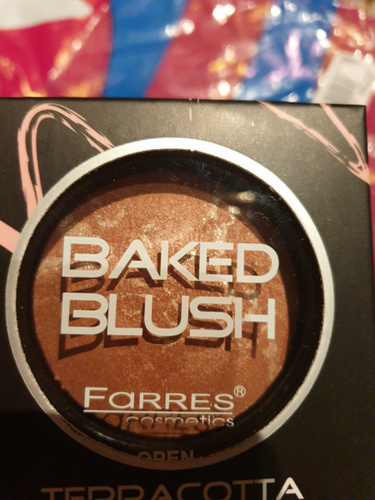 BAKED
BLUSH
FARRES®
cosmetics
OPEN
TERRACOTTA